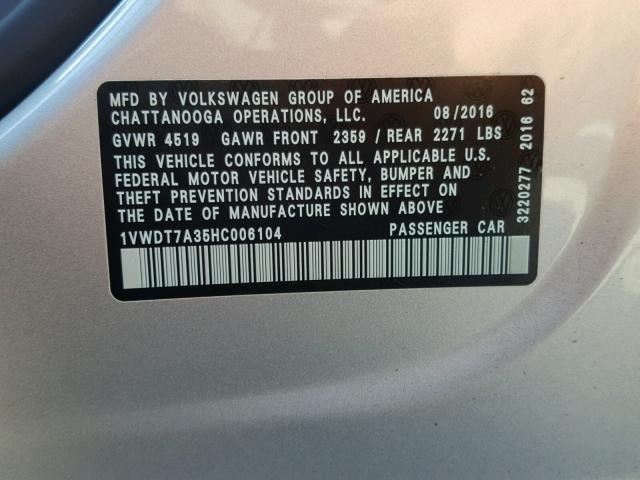 MFD BY VOLKSWAGEN GROUP OF AMERICA
CHATTANOOGA OPERATIONS, LLC. 08/2016
GVWR 4519 GAWR FRONT 2359 / REAR 2271 LBS
THIS VEHICLE CONFORMS TO ALL APPLICABLE U.S.
FEDERAL MOTOR VEHICLE SAFETY, BUMPER AND
THEFT PREVENTION STANDARDS IN EFFECT ON
THE DATE OF MANUFACTURE SHOWN ABOVE
1VWDT7A35HC006104 PASSENGER CAR
3220277 2016 62